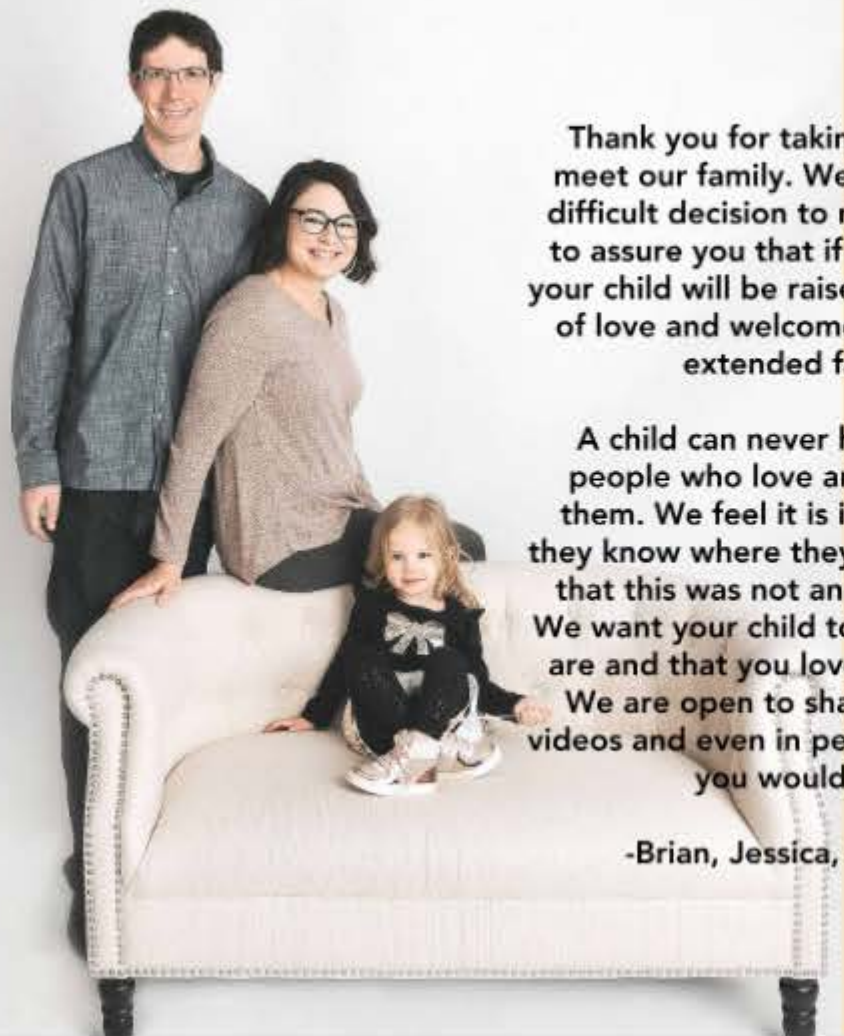 Thank you for takin
meet our family. We
difficult decision to
to assure you that if
your child will be raise
of love and welcome
extended f
A child can never
people who love a
them. We feel it is
they know where they
that this was not an
We want your child to
are and that you lov
We are open to sha
videos and even in pe
you would
-Brian, Jessica,